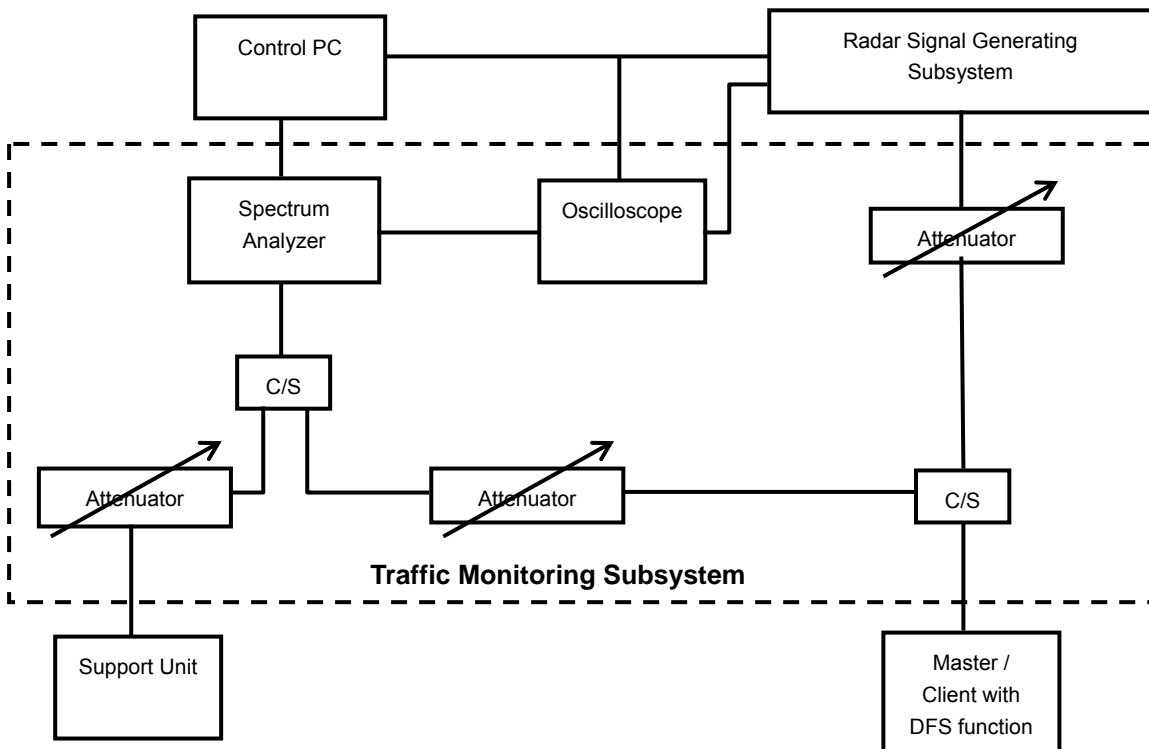 Control PC
Radar Signal Generating
Subsystem
Spectrum
Analyzer
Oscilloscope
Attenuator
C/S
Attenuator
Attenuator
C/S
Traffic Monitoring Subsystem
Support Unit
Master /
Client with
DFS function